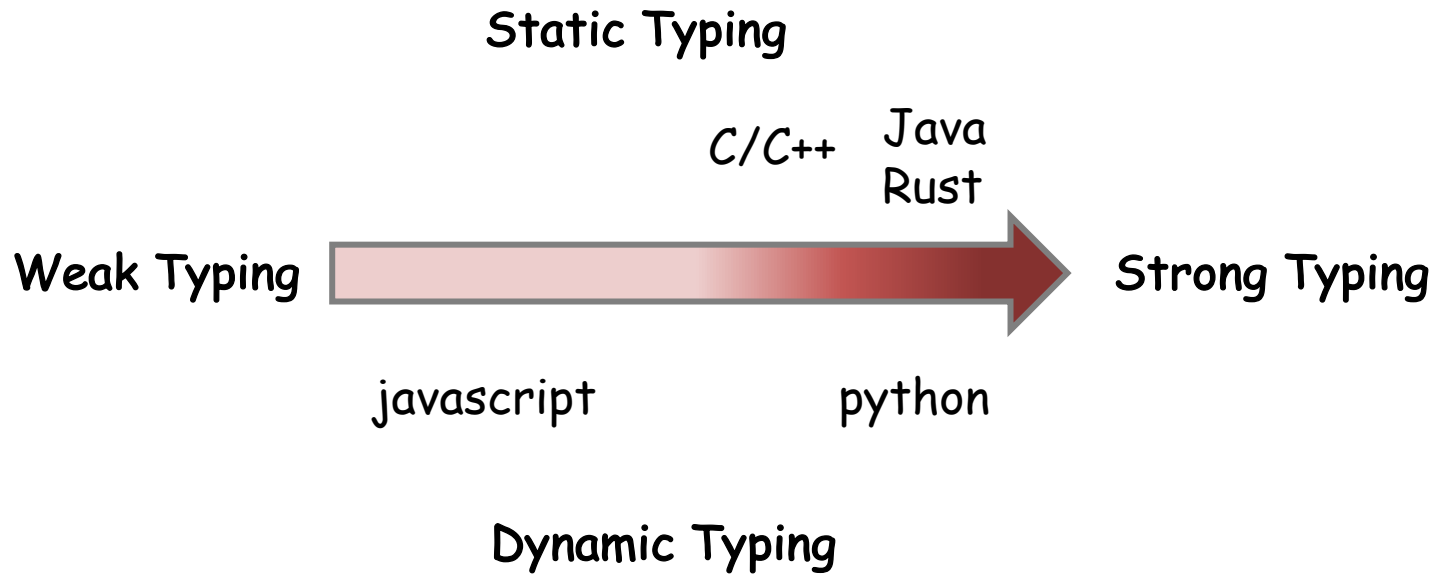 Static Typing
C/C++
Java
Rust
Weak Typing
Strong Typing
javascript
python
Dynamic Typing